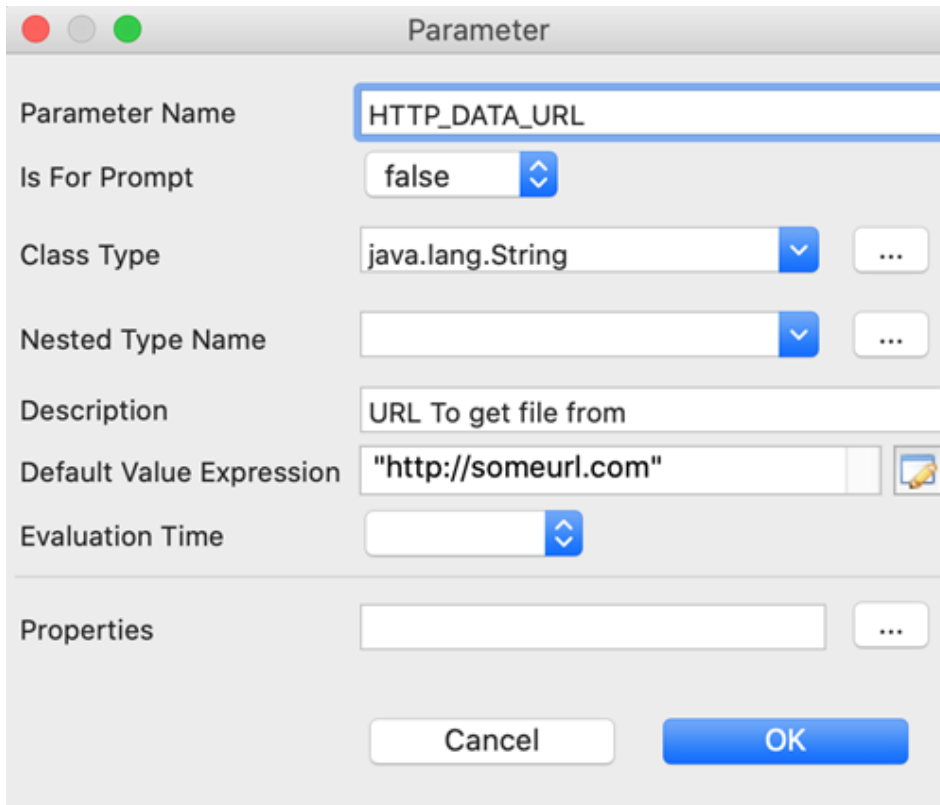 Parameter
Parameter Name HTTP_DATA_URL
Is For Prompt false
Class Type java.lang.String ...
Nested Type Name ...
Description URL To get file from
Default Value Expression "http://someurl.com"
Evaluation Time
Properties ...
Cancel OK